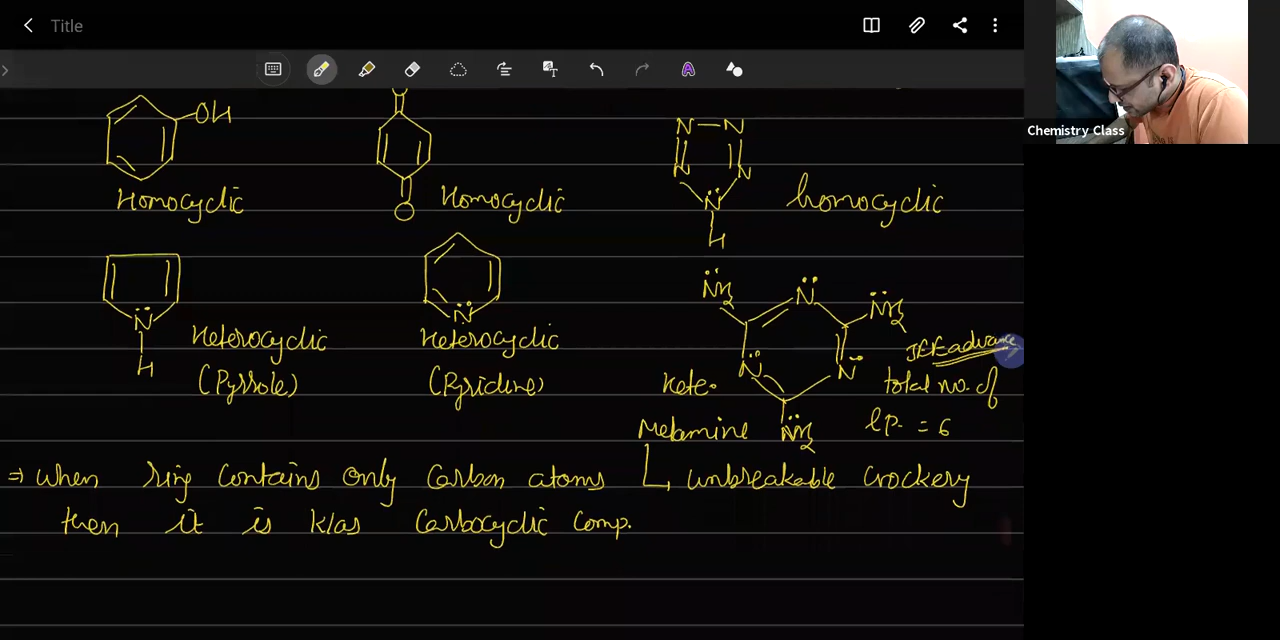 Title
Chemistry Class
OH
O
N N
N N
N
H
Homocyclic
Homocyclic
homocyclic
N
H
Heterocyclic
(Pyrrole)
N
Heterocyclic
(Pyridine)
NH2
N
NH2
N
N
NH2
Hete.
Melamine
JEE advance
total no. of
l.p. = 6
⇒ When ring contains only Carbon atoms
then it is k/as Carbocyclic Comp.
unbreakable crockery